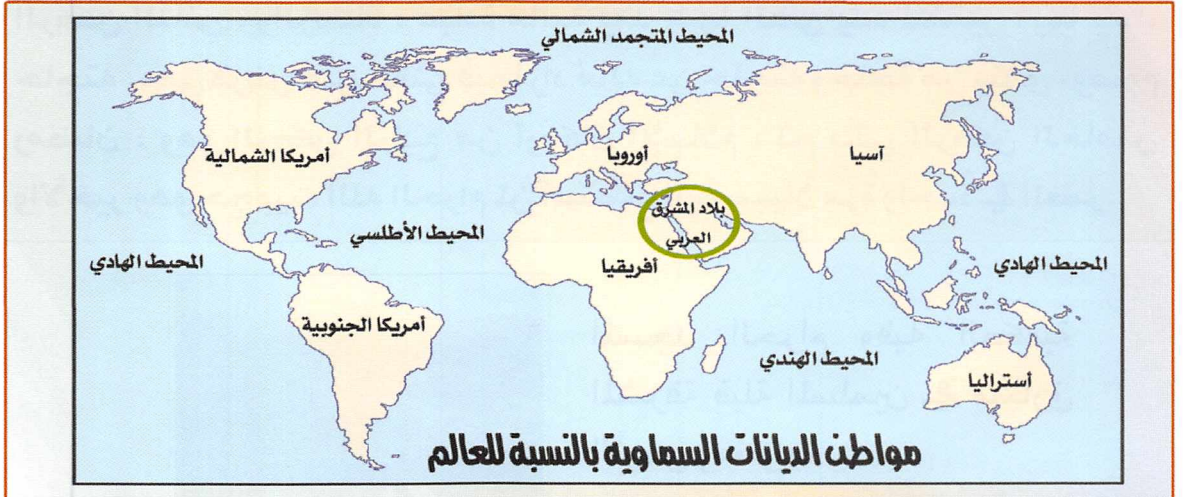 المحيط المتجمد الشمالي
آسيا
أوروبا
أمريكا الشمالية
بلاد المشرق
العربي
المحيط الأطلسي
المحيط الهادي
أفريقيا
المحيط الهادي
أمريكا الجنوبية
المحيط الهندي
أستراليا
مواطن الديانات السماوية بالنسبة للعالم